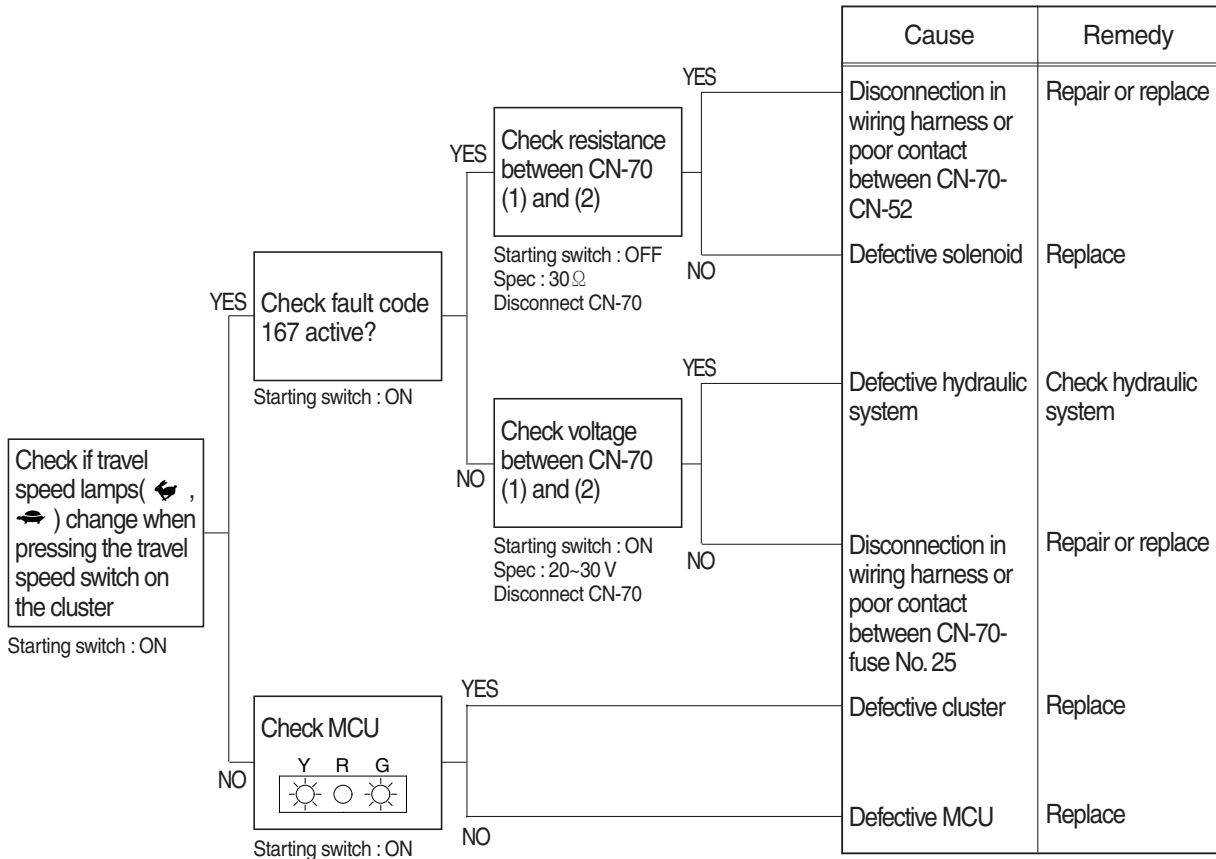 Cause
Remedy
YES
Disconnection in
wiring harness or
poor contact
between CN-70-
CN-52
Repair or replace
YES
Check resistance
between CN-70
(1) and (2)
Starting switch : OFF
Spec : 30Ω
Disconnect CN-70
NO
Defective solenoid
Replace
YES
Check fault code
167 active?
Starting switch : ON
YES
Defective hydraulic
system
Check hydraulic
system
NO
Check voltage
between CN-70
(1) and (2)
Starting switch : ON
Spec : 20~30 V
Disconnect CN-70
NO
Disconnection in
wiring harness or
poor contact
between CN-70-
fuse No. 25
Repair or replace
Check if travel
speed lamps( ,
) change when
pressing the travel
speed switch on
the cluster
Starting switch : ON
NO
Check MCU
Y R G
Starting switch : ON
YES
Defective cluster
Replace
NO
Defective MCU
Replace